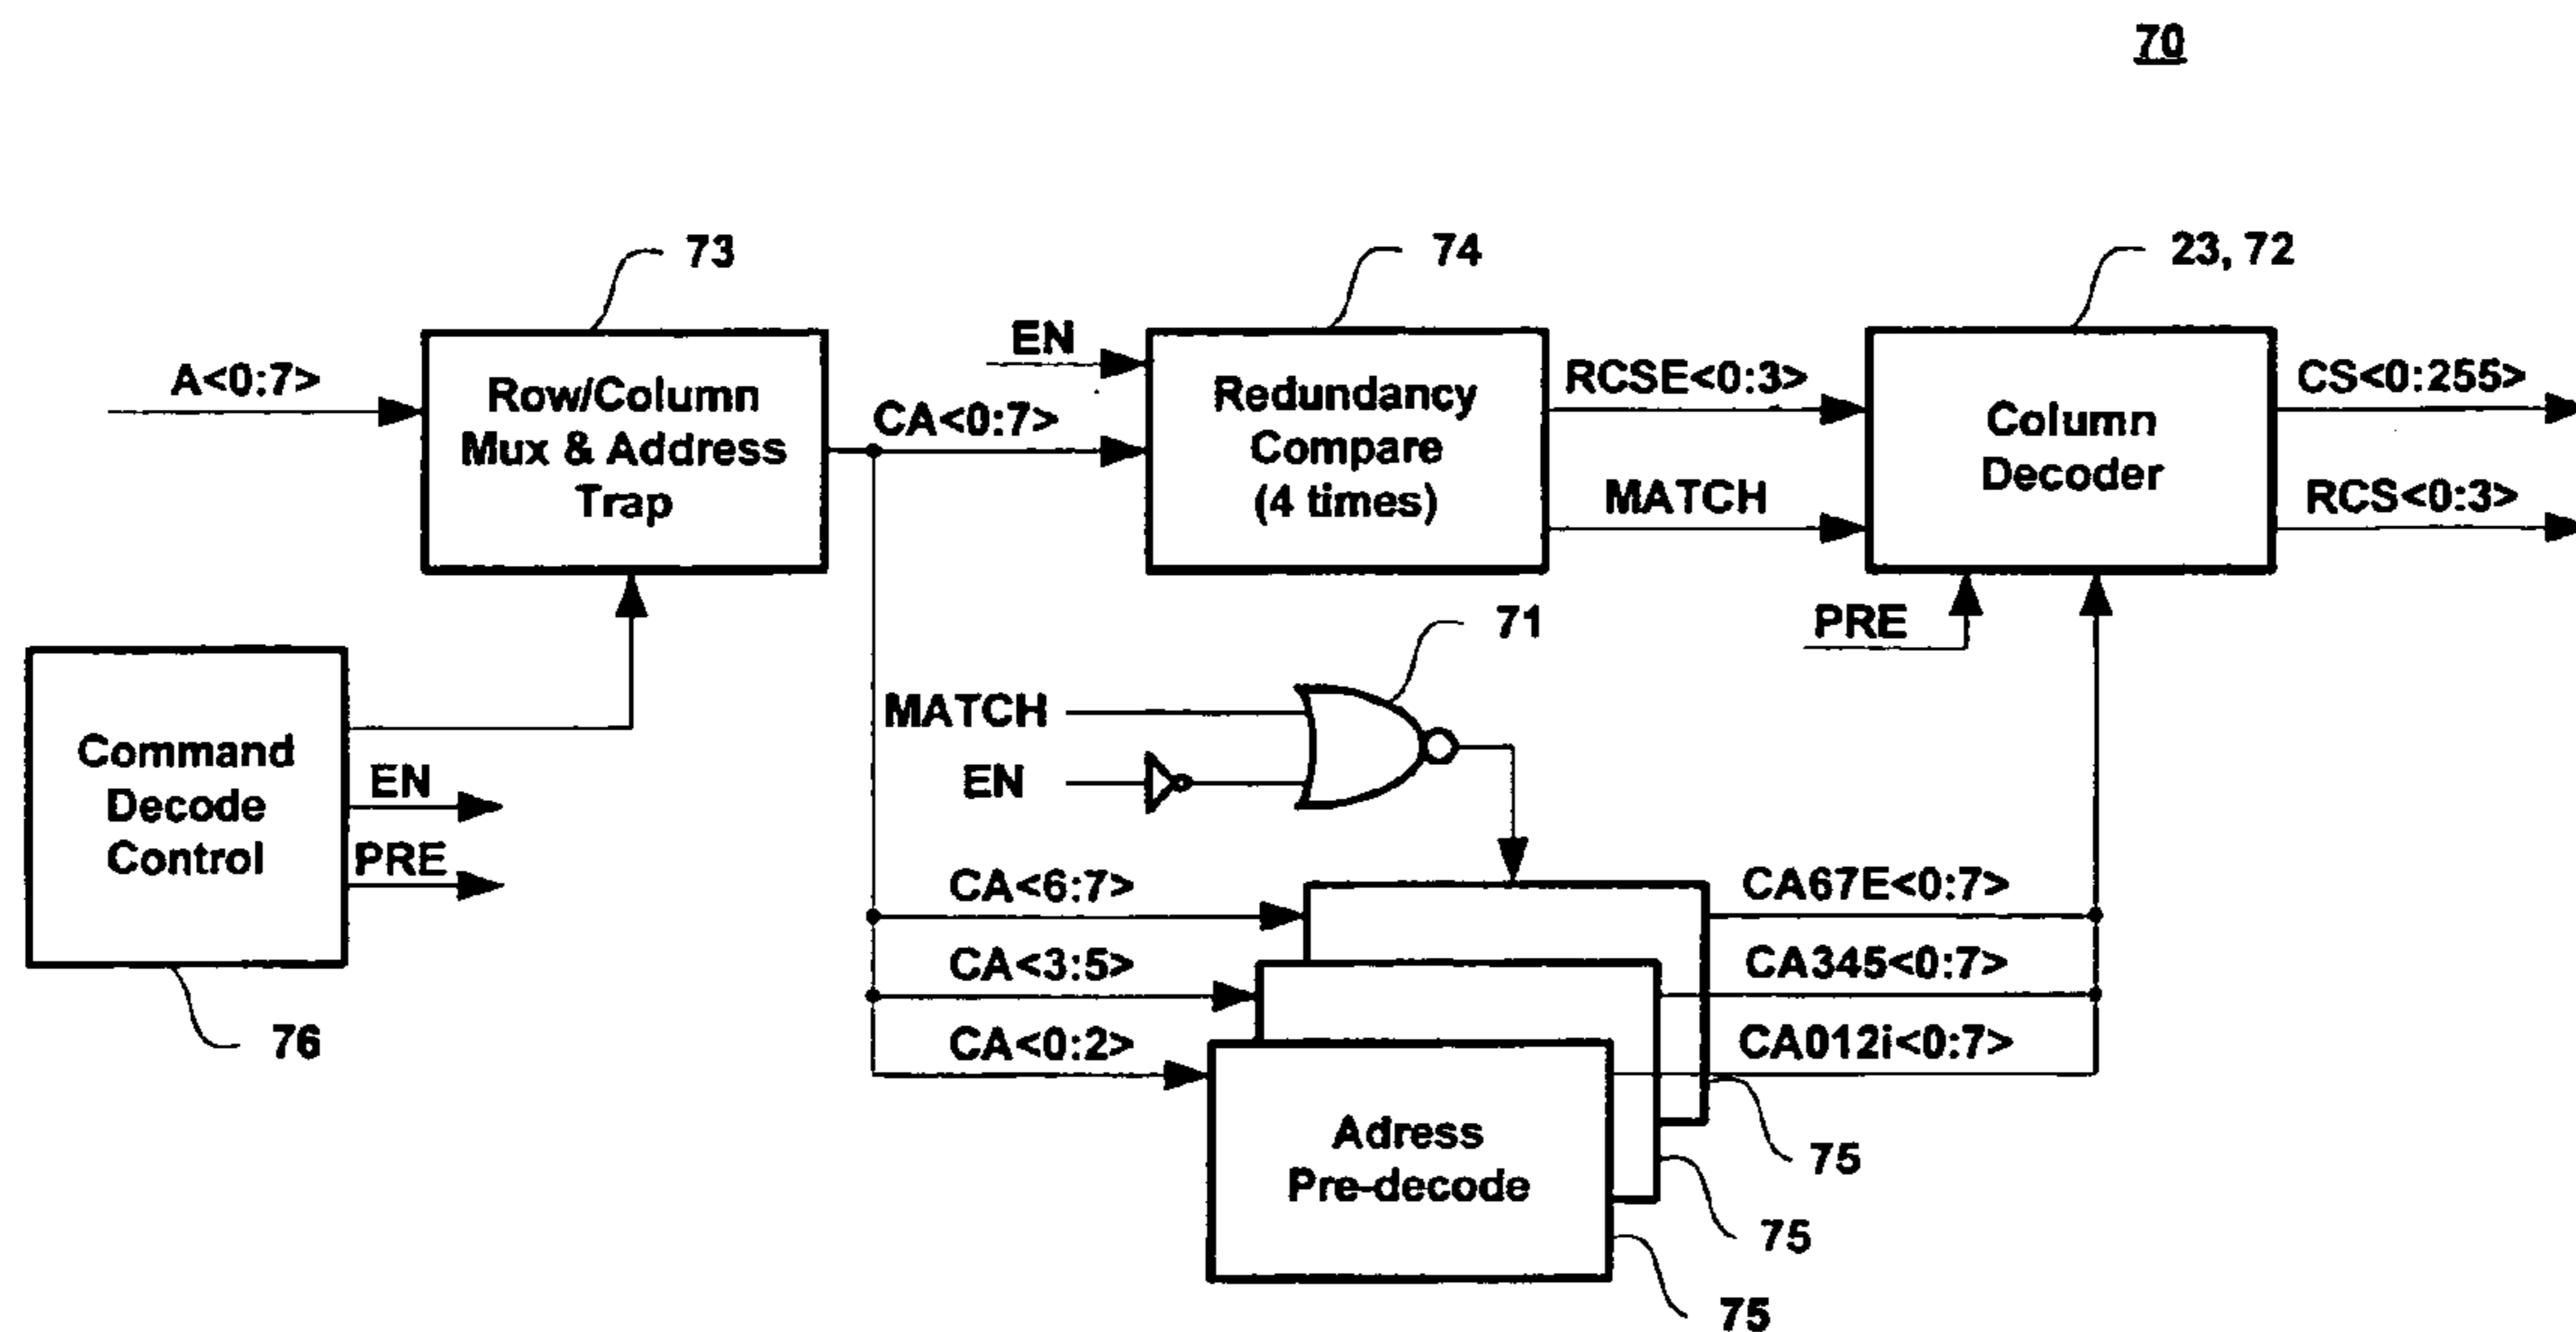 70
73
74
23, 72
A<0:7>
Row/Column
Mux & Address
Trap
EN
CA<0:7>
Redundancy
Compare
(4 times)
RCSE<0:3>
MATCH
Column
Decoder
CS<0:255>
RCS<0:3>
PRE
71
MATCH
EN
Command
Decode
Control
EN
PRE
76
CA<6:7>
CA<3:5>
CA<0:2>
CA67E<0:7>
CA345<0:7>
CA012i<0:7>
Adress
Pre-decode
75
75
75